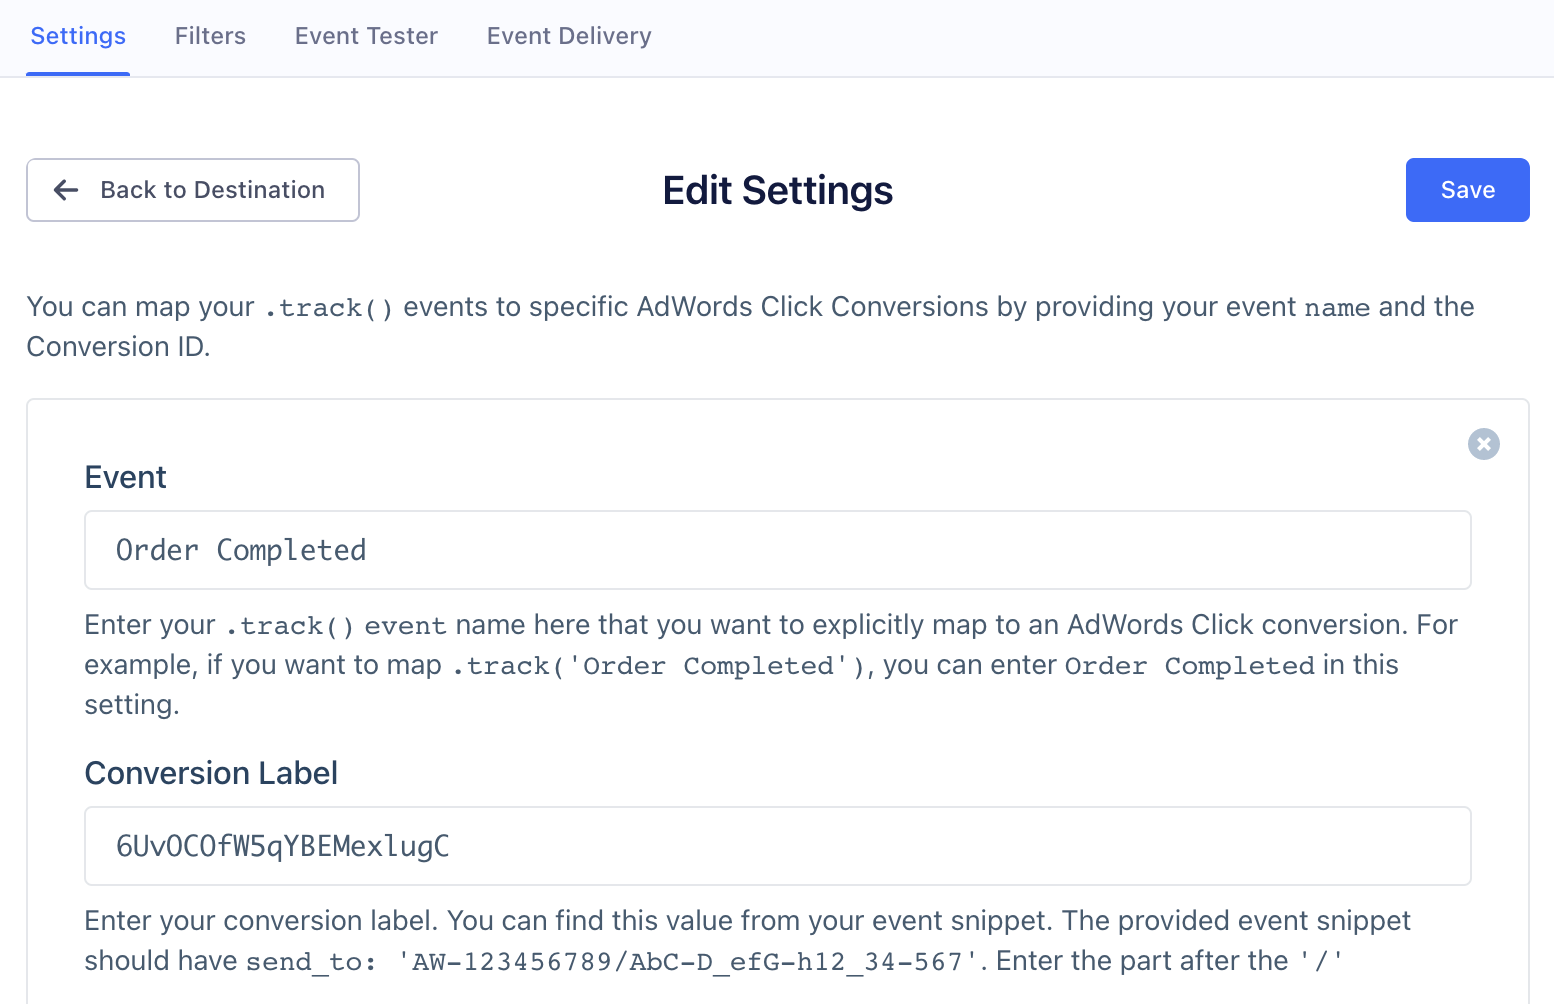 Settings Filters Event Tester Event Delivery
Back to Destination
Edit Settings
Save
You can map your .track() events to specific AdWords Click Conversions by providing your event name and the
Conversion ID.
Event
Order Completed
Enter your .track() event name here that you want to explicitly map to an AdWords Click conversion. For
example, if you want to map .track('Order Completed'), you can enter Order Completed in this
setting.
Conversion Label
6UvOCOfW5qYBEMexlugC
Enter your conversion label. You can find this value from your event snippet. The provided event snippet
should have send_to: 'AW-123456789/AbC-D_efG-h12_34-567'. Enter the part after the '/'